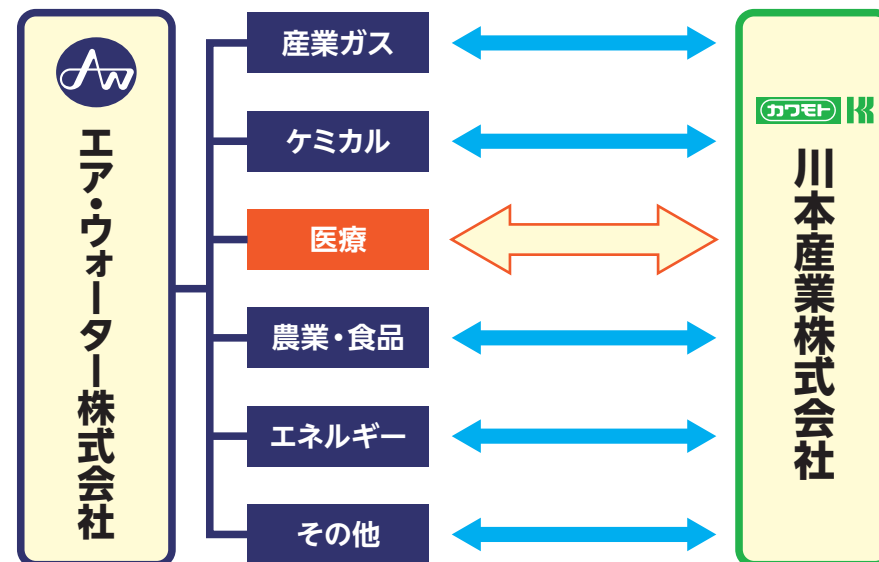 AW
エア・ウォーター株式会社
産業ガス
ケミカル
医療
農業・食品
エネルギー
その他
カワモト K
川本産業株式会社